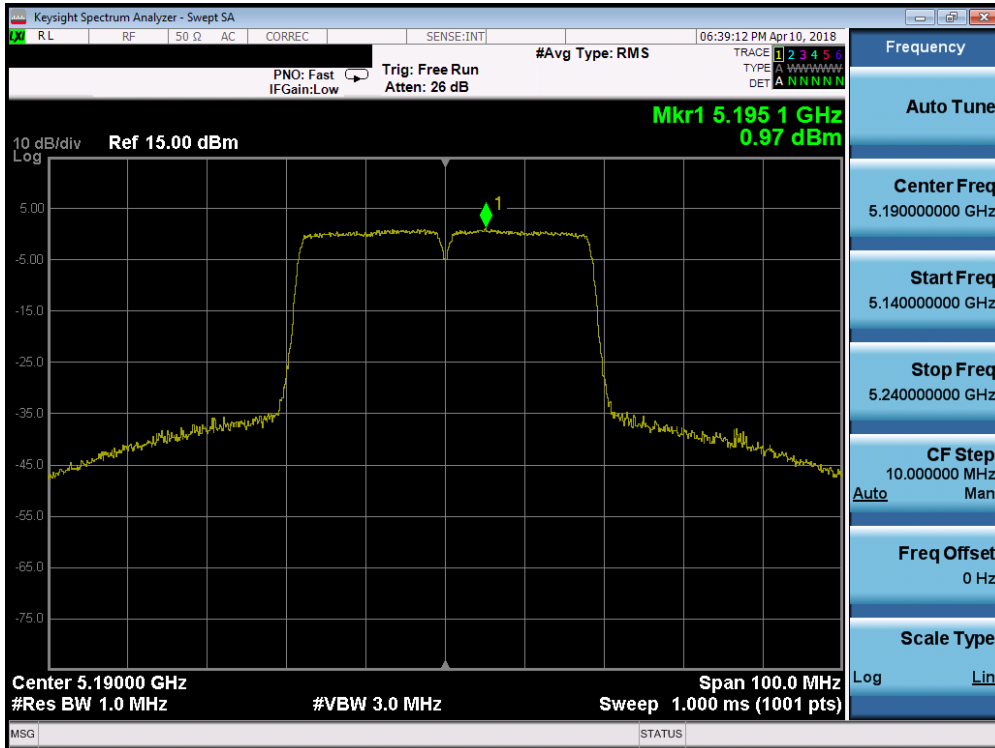 Keysight Spectrum Analyzer - Swept SA
LXI RL RF 50 Ω AC CORREC SENSE:INT 06:39:12 PM Apr 10, 2018
#Avg Type: RMS
PNO: Fast Trig: Free Run
IFGain:Low Atten: 26 dB
TRACE 1 2 3 4 5 6
TYPE A WWWWW
DET A N N N N N
Mkr1 5.195 1 GHz
0.97 dBm
10 dB/div Ref 15.00 dBm
Log
1
5.00
-5.00
-15.0
-25.0
-35.0
-45.0
-55.0
-65.0
-75.0
Center 5.19000 GHz Span 100.0 MHz
#Res BW 1.0 MHz #VBW 3.0 MHz Sweep 1.000 ms (1001 pts)
MSG STATUS
Frequency
Auto Tune
Center Freq
5.190000000 GHz
Start Freq
5.140000000 GHz
Stop Freq
5.240000000 GHz
CF Step
10.000000 MHz
Auto Man
Freq Offset
0 Hz
Scale Type
Log Lin